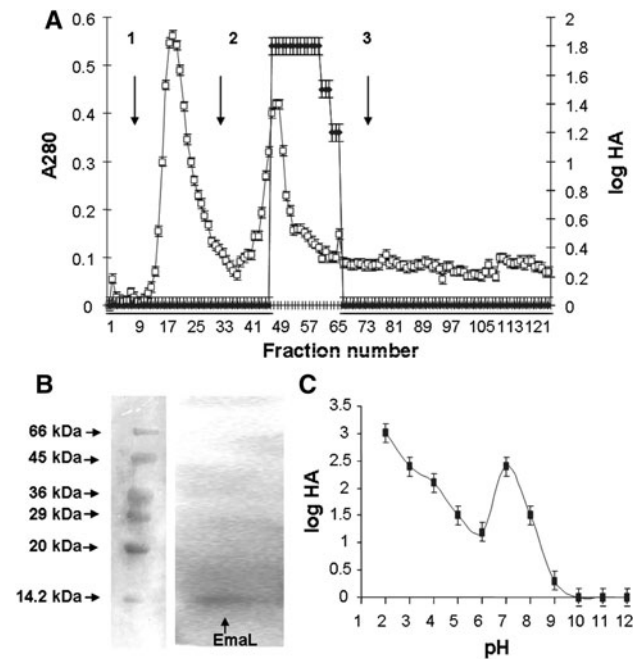 A
0.6
0.5
0.4
0.3
0.2
0.1
0
A280
1
2
3
2
1.8
1.6
1.4
1.2
1
0.8
0.6
0.4
0.2
0
log HA
1 9 17 25 33 41 49 57 65 73 81 89 97 105 113 121
Fraction number
B
66 kDa
45 kDa
36 kDa
29 kDa
20 kDa
14.2 kDa
EmaL
C
3.5
3
2.5
2
1.5
1
0.5
0
log HA
1 2 3 4 5 6 7 8 9 10 11 12
pH